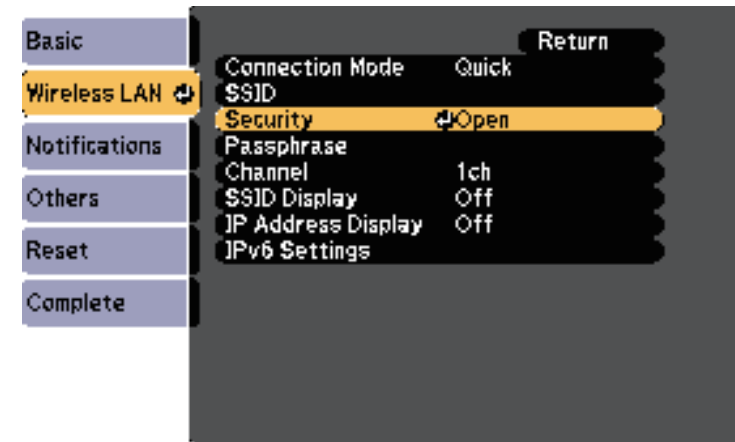 Basic
Wireless LAN
Notifications
Others
Reset
Complete
Return
Connection Mode Quick
SSID
Security Open
Passphrase
Channel 1ch
SSID Display Off
IP Address Display Off
IPv6 Settings